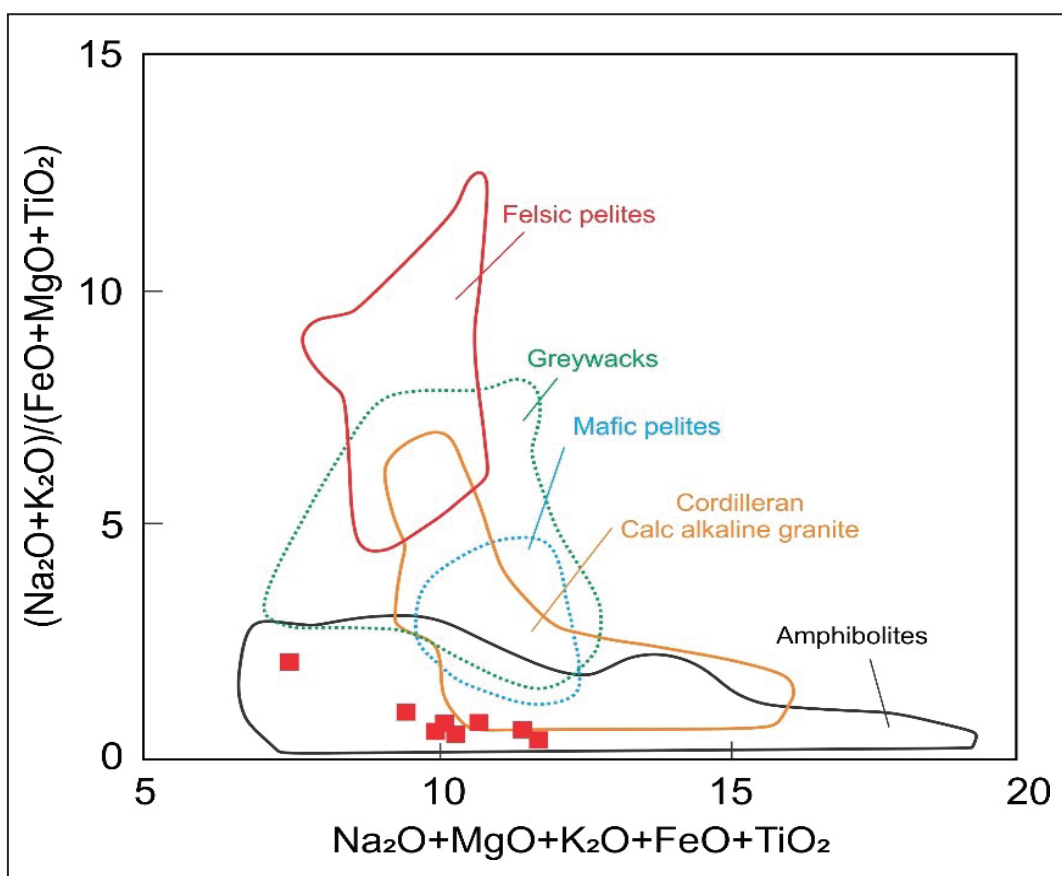 15
10
5
0
5
10
15
20
(Na₂O+K₂O)/(FeO+MgO+TiO₂)
Felsic pelites
Greywacks
Mafic pelites
Cordilleran
Calc alkaline granite
Amphibolites
Na₂O+MgO+K₂O+FeO+TiO₂